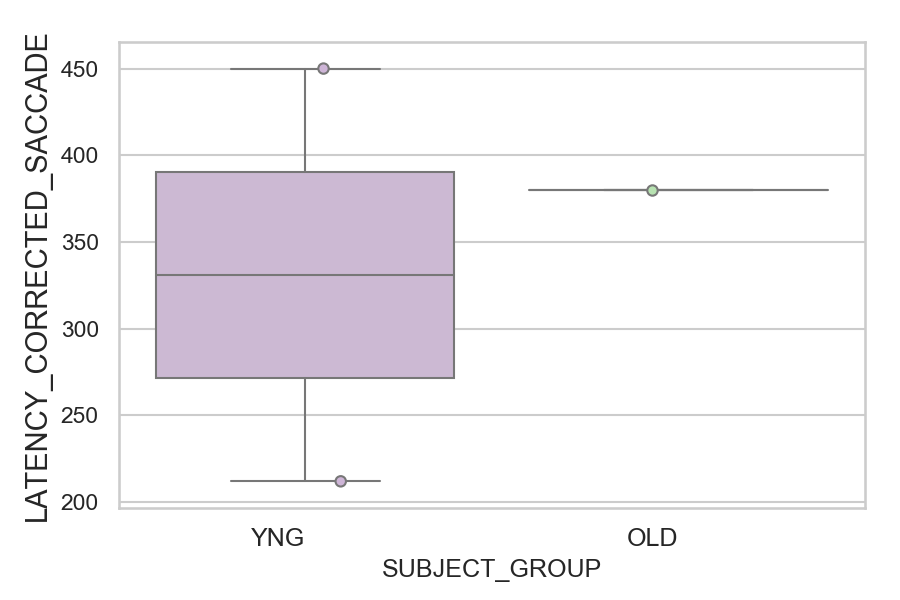 LATENCY_CORRECTED_SACCADE
450
400
350
300
250
200
YNG
OLD
SUBJECT_GROUP